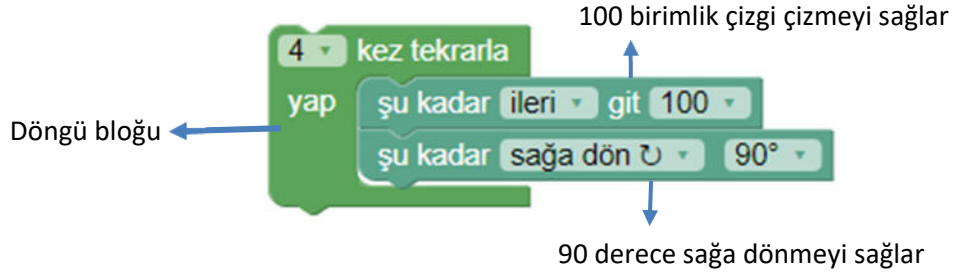 100 birimlik çizgi çizmeyi sağlar
4 kez tekrarla
yap şu kadar ileri git 100
Döngü bloğu
şu kadar sağa dön ↻ 90°
90 derece sağa dönmeyi sağlar